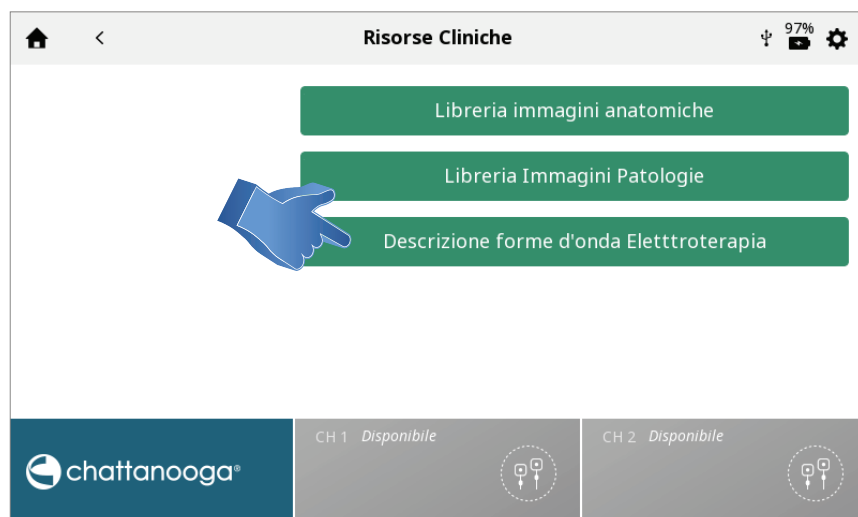 Risorse Cliniche
97%
Libreria immagini anatomiche
Libreria Immagini Patologie
Descrizione forme d'onda Eletttroterapia
chattanooga®
CH 1 Disponibile
CH 2 Disponibile